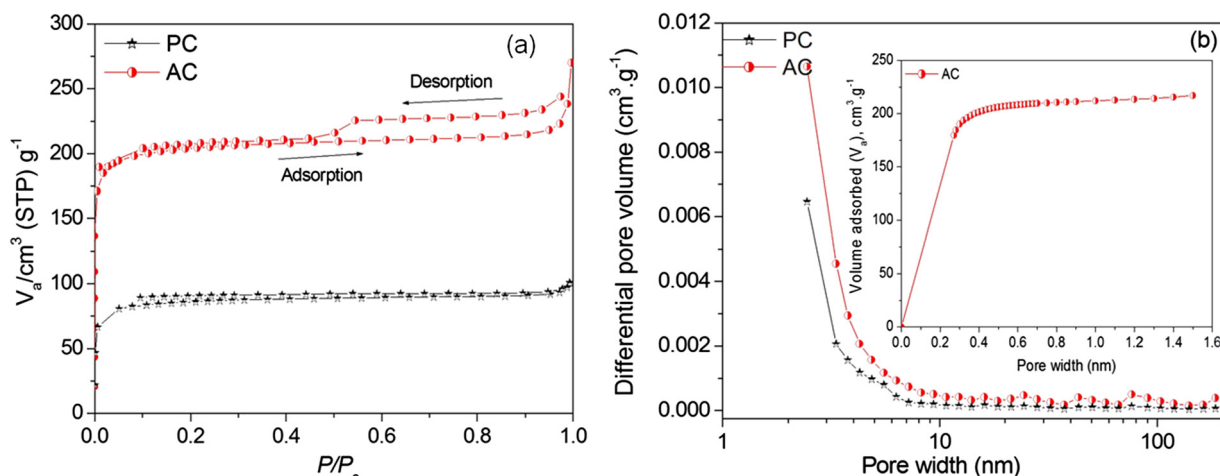 (a)
PC
AC
Desorption
Adsorption
300
250
200
150
100
50
0
0.0 0.2 0.4 0.6 0.8 1.0
Vₐ/cm³ (STP) g⁻¹
(b)
PC
AC
0.012
0.010
0.008
0.006
0.004
0.002
0.000
1 10 100
Differential pore volume (cm³.g⁻¹)
Pore width (nm)
AC
250
200
150
100
50
0
0.0 0.2 0.4 0.6 0.8 1.0 1.2 1.4 1.6
Volume adsorbed (Vₐ), cm³.g⁻¹
Pore width (nm)